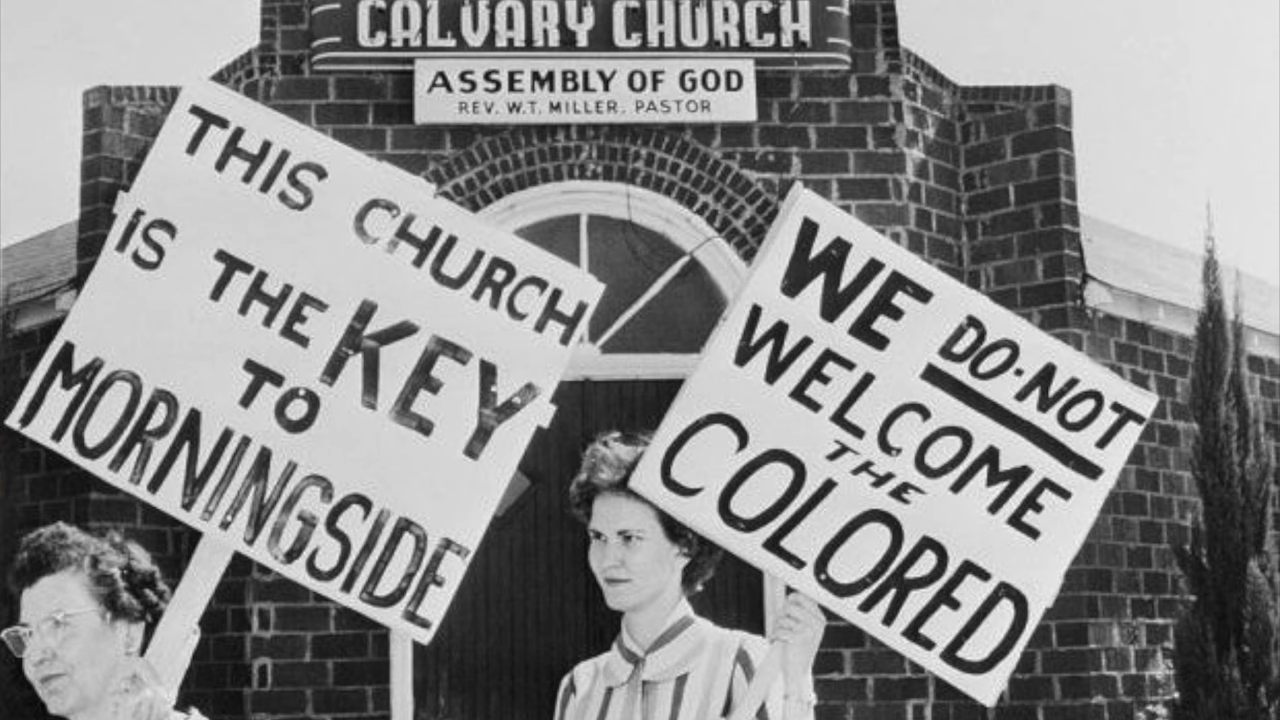 CALVARY CHURCH
ASSEMBLY OF GOD
REV. W.T. MILLER. PASTOR
THIS CHURCH
IS THE KEY
TO
MORNINGSIDE
WE DO-NOT
WELCOME
THE
COLORED